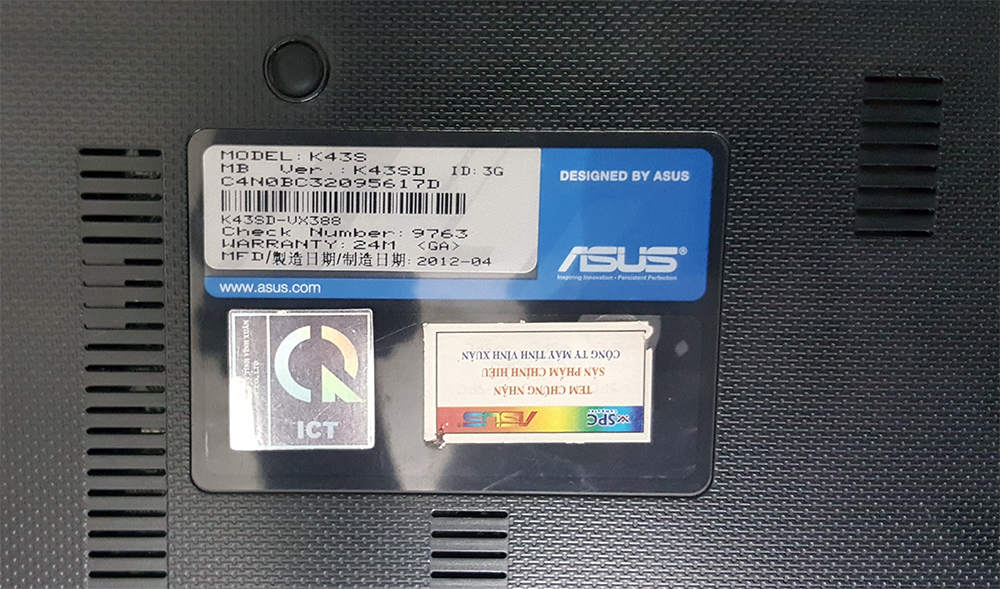 MODEL: K43S
MB Ver.: K43SD ID: 3G
C4N0BC32095617D
K43SD-VX388
Check Number: 9763
WARRANTY: 24M <GA>
MFD/製造日期/制造日期: 2012-04
www.asus.com
DESIGNED BY ASUS
ASUS®
Inspiring Innovation · Persistent Perfection
ICT
TEM CHỨNG NHẬN
SẢN PHẨM CHÍNH HIỆU
CÔNG TY MÁY TÍNH VĨNH XUÂN
SPC
ASUS